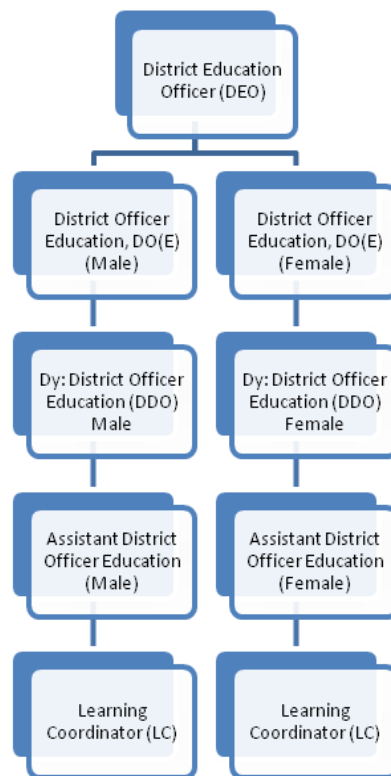 District Education
Officer (DEO)
District Officer
Education, DO(E)
(Male)
District Officer
Education, DO(E)
(Female)
Dy: District Officer
Education (DDO)
Male
Dy: District Officer
Education (DDO)
Female
Assistant District
Officer Education
(Male)
Assistant District
Officer Education
(Female)
Learning
Coordinator (LC)
Learning
Coordinator (LC)